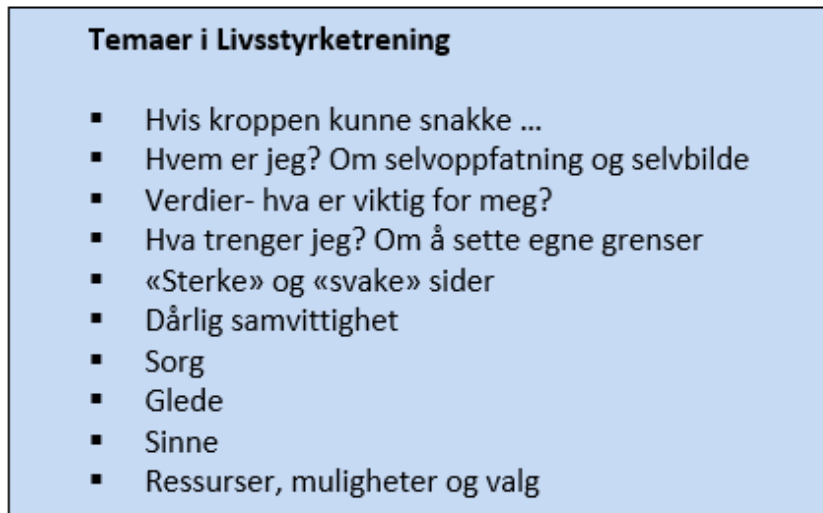 Temaer i Livsstyrketrening
▪ Hvis kroppen kunne snakke ...
▪ Hvem er jeg? Om selvoppfatning og selvbilde
▪ Verdier- hva er viktig for meg?
▪ Hva trenger jeg? Om å sette egne grenser
▪ «Sterke» og «svake» sider
▪ Dårlig samvittighet
▪ Sorg
▪ Glede
▪ Sinne
▪ Ressurser, muligheter og valg